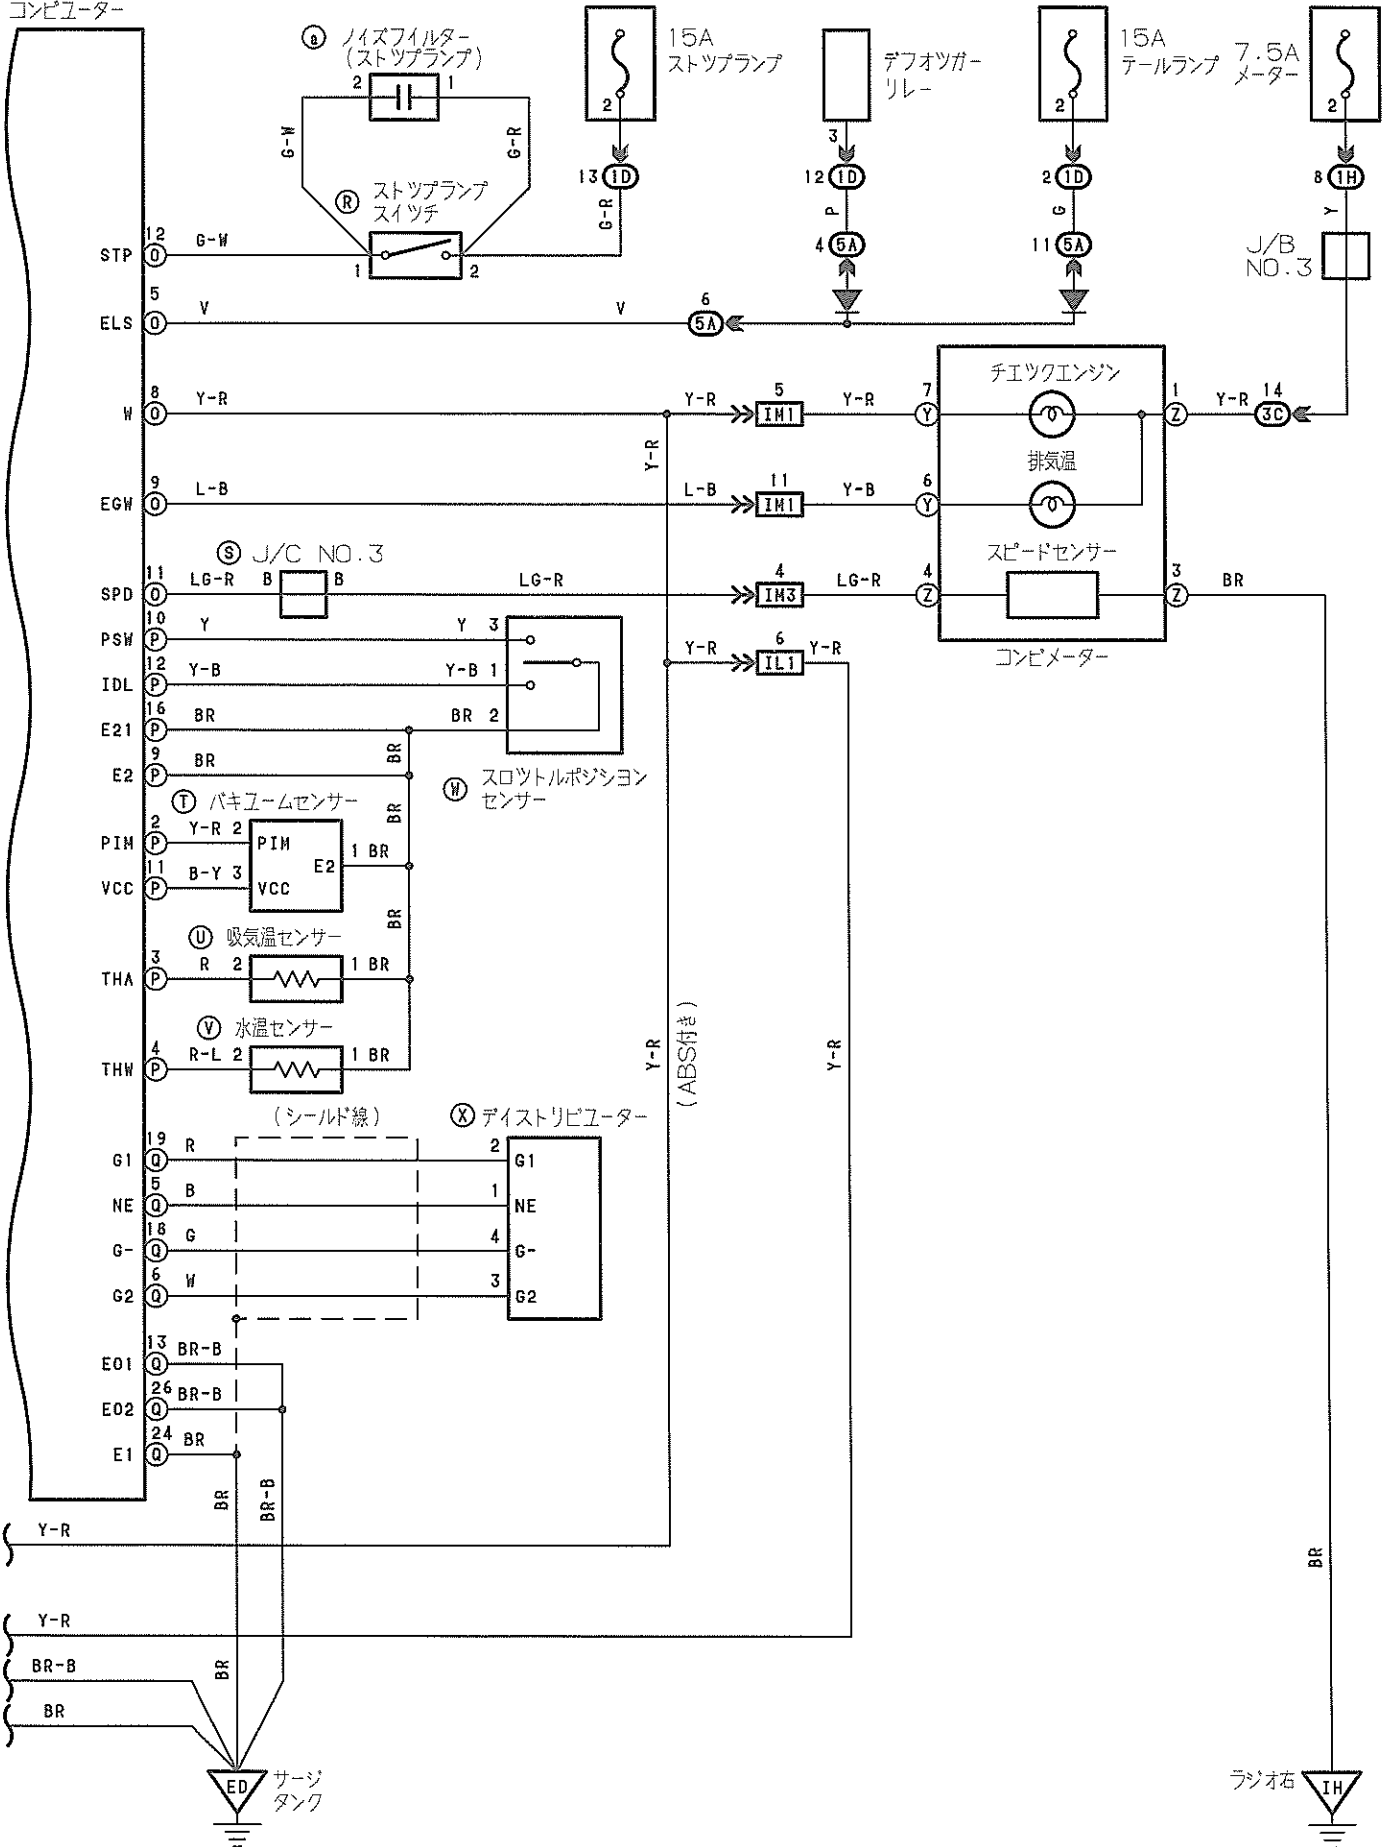 コンピユーター
ⓐ ノイズフイルター
(ストツプランプ)
2 1
G-W
G-R
Ⓡ ストツプランプ
スイツチ
1 2
15A
ストツプランプ
2
13 1D
G-R
デフオツガー
リレー
3
12 1D
P
4 5A
15A
テールランプ
2
2 1D
G
11 5A
7.5A
メーター
2
8 1H
Y
J/B
NO.3
STP 12 O G-W
ELS 5 O V V 6 5A
W 8 O Y-R Y-R 5 IM1 Y-R 7 Y
チエツクエンジン
1 Z Y-R 14 3C
Y-R
排気温
EGW 9 O L-B L-B 11 IM1 Y-B 6 Y
Ⓢ J/C NO.3
スピードセンサー
SPD 11 O LG-R B B LG-R 4 IM3 LG-R 4 Z 3 Z BR
コンビメーター
PSW 10 P Y Y 3
Y-R 6 IL1 Y-R
IDL 12 P Y-B Y-B 1
E21 16 P BR BR 2
BR
E2 9 P BR
Ⓦ スロツトルポジシヨン
センサー
Ⓣ バキユームセンサー
BR
PIM 2 P Y-R 2 PIM
E2 1 BR
VCC 11 P B-Y 3 VCC
BR
Ⓤ 吸気温センサー
THA 3 P R 2 1 BR
Ⓥ 水温センサー
THW 4 P R-L 2 1 BR
Y-R
(ABS付き)
Y-R
(シールド線)
Ⓧ デイストリビユーター
G1 19 Q R 2 G1
NE 5 Q B 1 NE
G- 18 Q G 4 G-
G2 6 Q W 3 G2
E01 13 Q BR-B
E02 26 Q BR-B
E1 24 Q BR
BR
BR-B
Y-R
BR
Y-R
BR-B
BR
BR
ED サージ
タンク
ラジオ右 IH